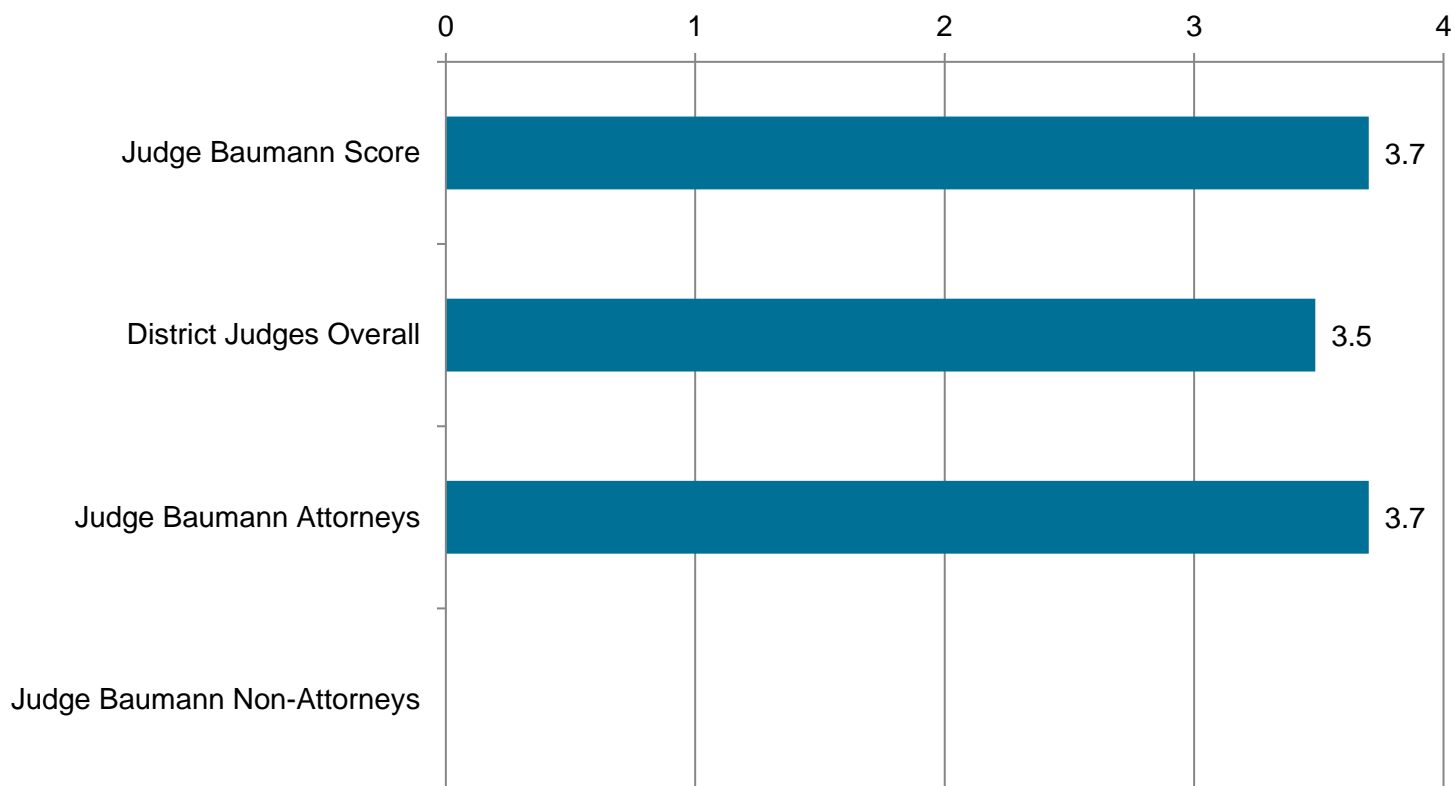 0 1 2 3 4
Judge Baumann Score 3.7
District Judges Overall 3.5
Judge Baumann Attorneys 3.7
Judge Baumann Non-Attorneys